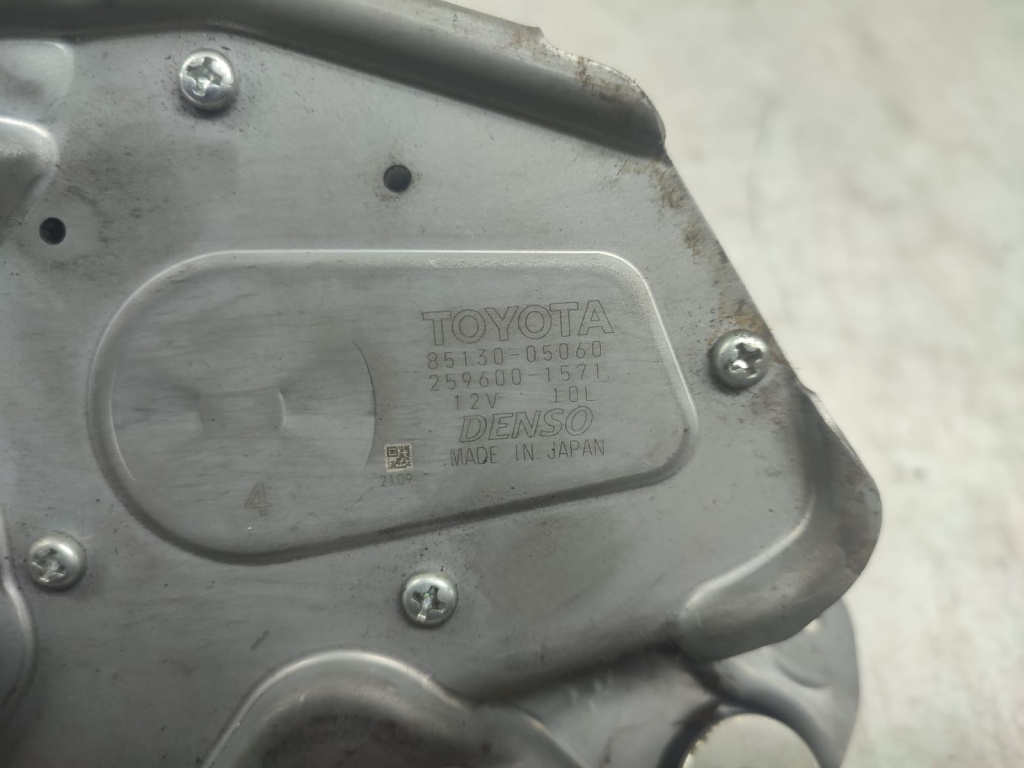 TOYOTA
85130-05060
259600-1571
12V 10L
DENSO
MADE IN JAPAN
2109
4